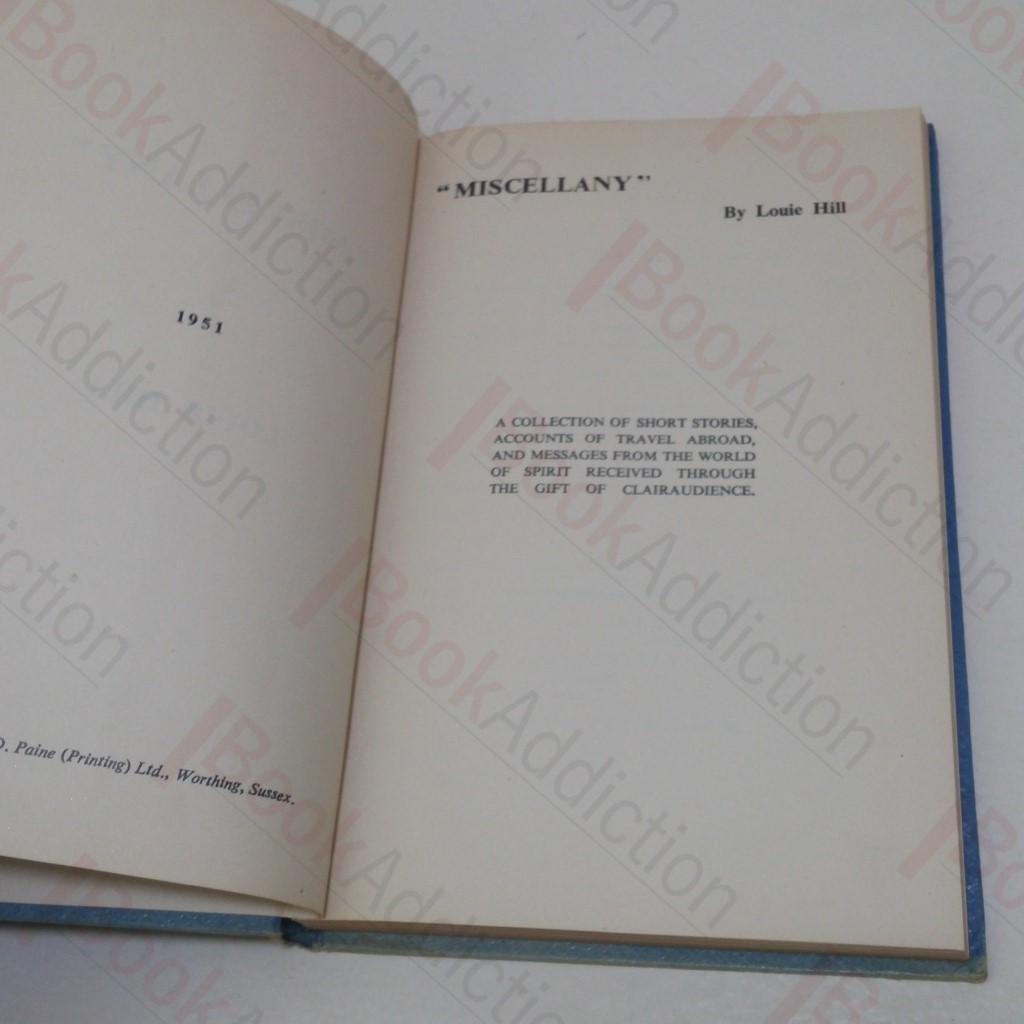 1951
D. Paine (Printing) Ltd., Worthing, Sussex.
“MISCELLANY”
By Louie Hill
A COLLECTION OF SHORT STORIES,
ACCOUNTS OF TRAVEL ABROAD,
AND MESSAGES FROM THE WORLD
OF SPIRIT RECEIVED THROUGH
THE GIFT OF CLAIRAUDIENCE.
BookAddiction